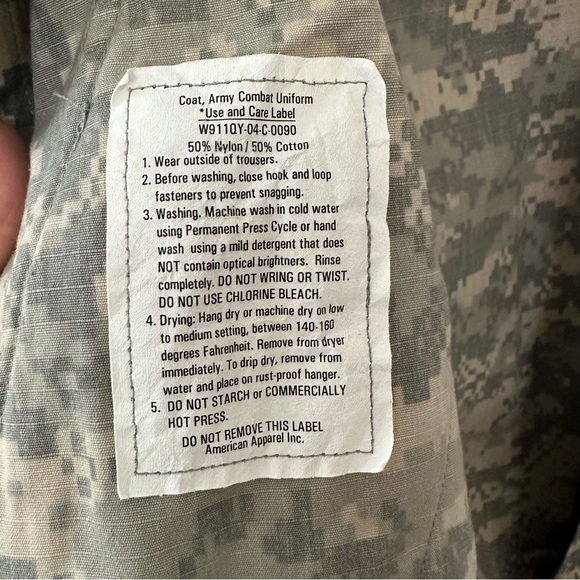 Coat, Army Combat Uniform
*Use and Care Label
W911QY-04-C-0090
50% Nylon / 50% Cotton
1. Wear outside of trousers.
2. Before washing, close hook and loop
fasteners to prevent snagging.
3. Washing. Machine wash in cold water
using Permanent Press Cycle or hand
wash using a mild detergent that does
NOT contain optical brightners. Rinse
completely. DO NOT WRING OR TWIST.
DO NOT USE CHLORINE BLEACH.
4. Drying: Hang dry or machine dry on low
to medium setting, between 140-160
degrees Fahrenheit. Remove from dryer
immediately. To drip dry, remove from
water and place on rust-proof hanger.
5. DO NOT STARCH or COMMERCIALLY
HOT PRESS.
DO NOT REMOVE THIS LABEL
American Apparel Inc.